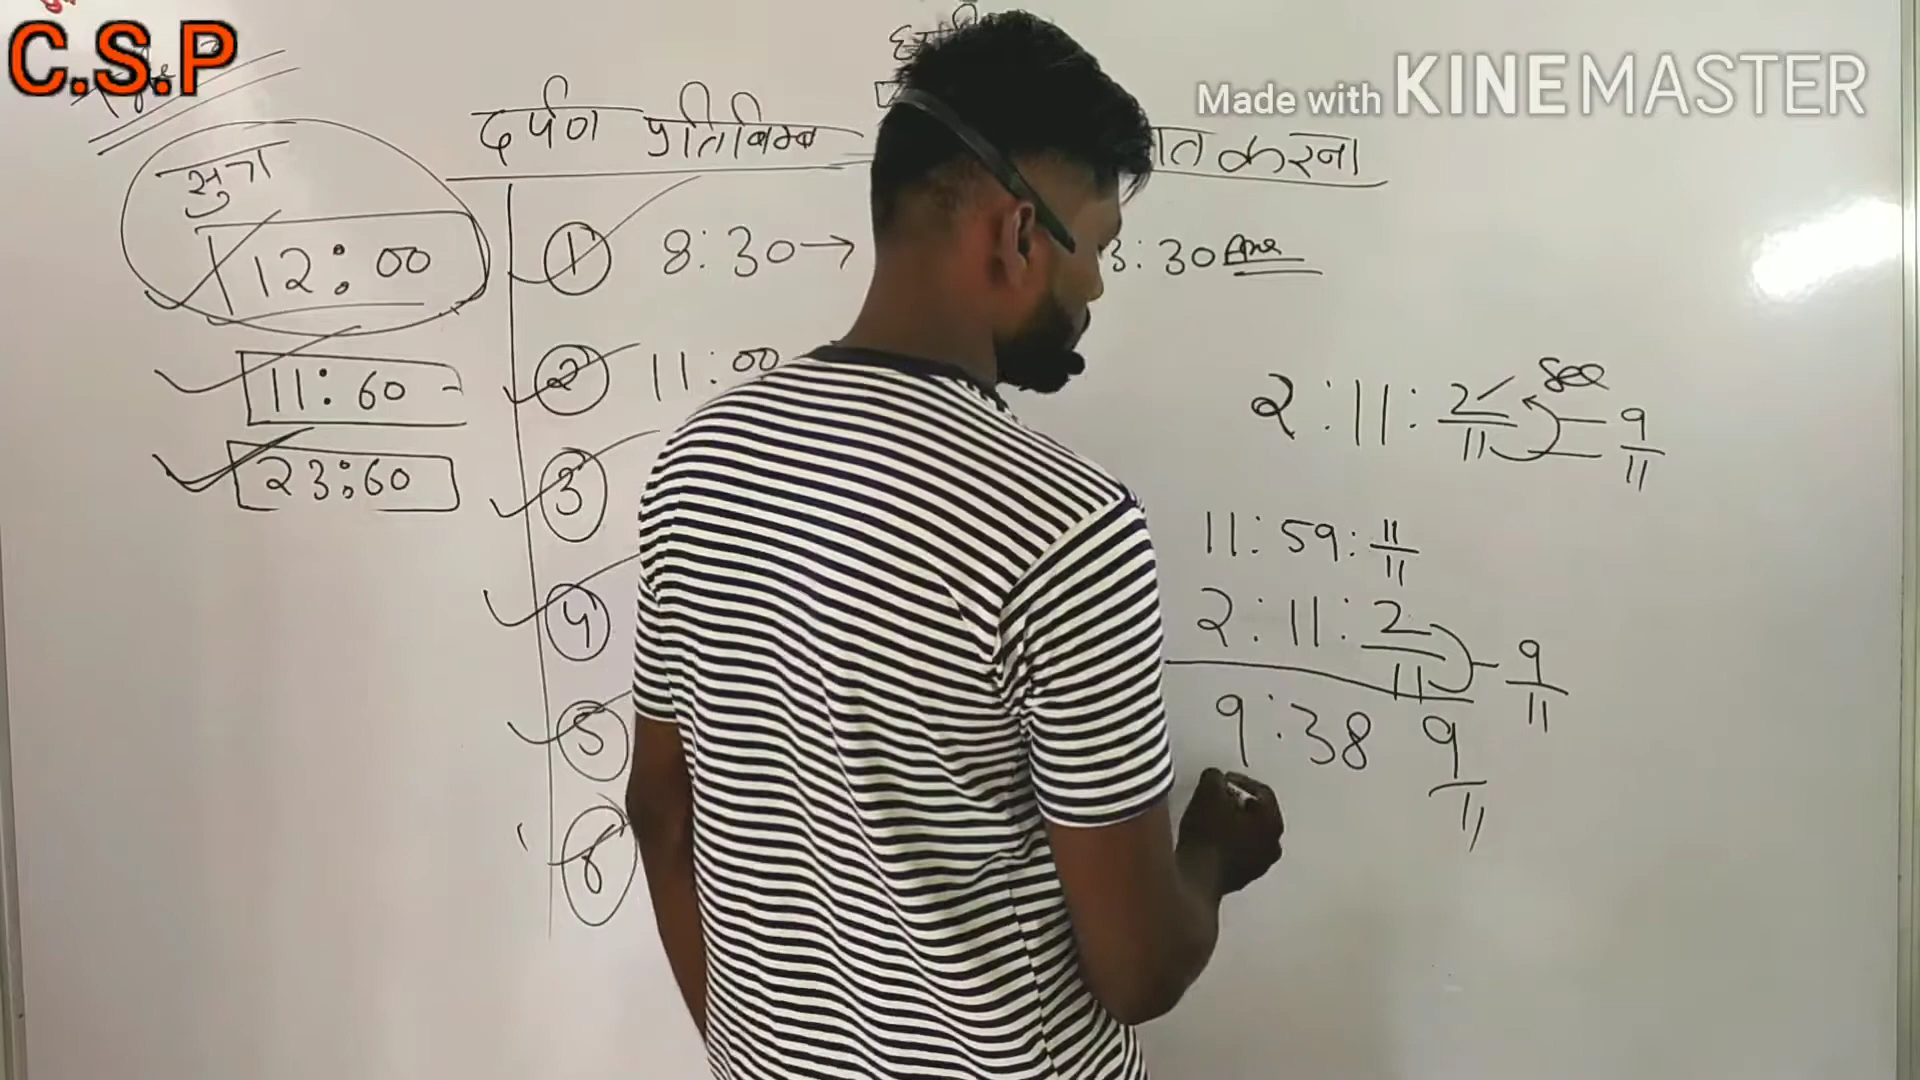 C.S.P
Made with KINEMASTER
दर्पण प्रतिबिम्ब
करना
सुत्र
12:00
11:60
23:60
① 8:30→
3:30 Ans
② 11:00
③
④
⑤
⑥
2:11:2/11 see 9/11
11:59:11/11
2:11:2/11 - 9/11
9:38 9/11